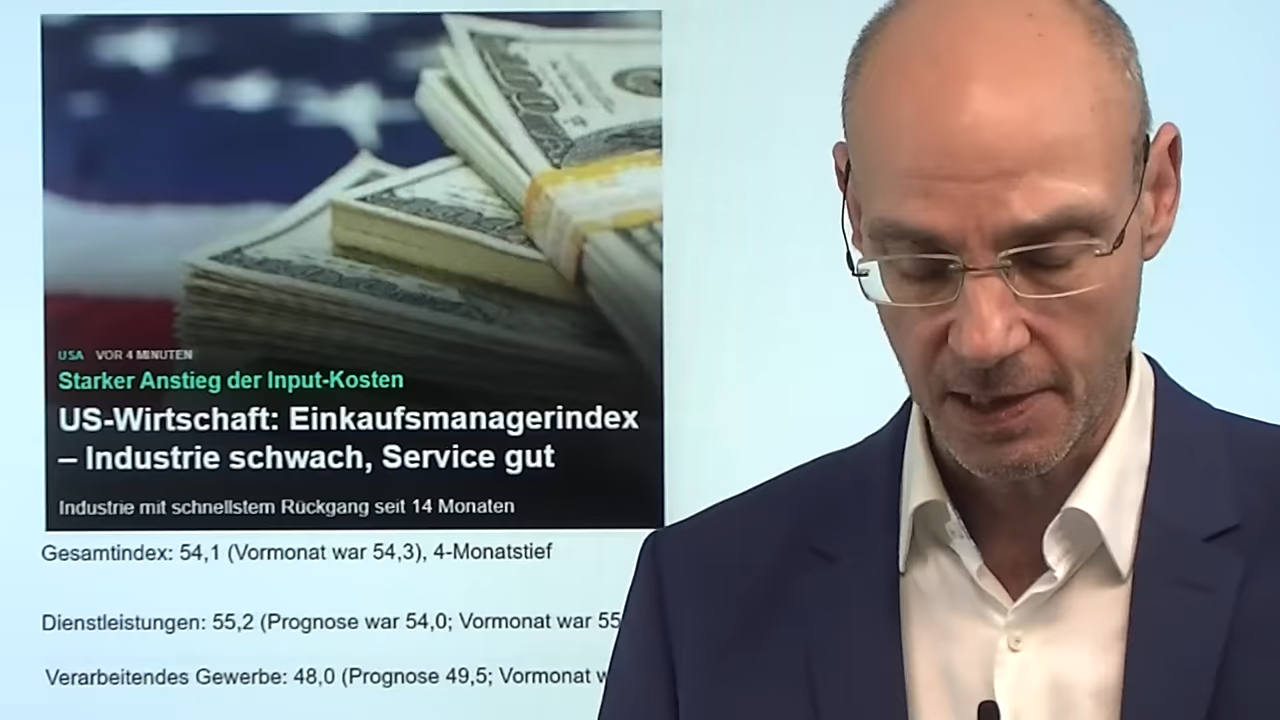 USA VOR 4 MINUTEN
Starker Anstieg der Input-Kosten
US-Wirtschaft: Einkaufsmanagerindex
– Industrie schwach, Service gut
Industrie mit schnellstem Rückgang seit 14 Monaten
Gesamtindex: 54,1 (Vormonat war 54,3), 4-Monatstief
Dienstleistungen: 55,2 (Prognose war 54,0; Vormonat war 55
Verarbeitendes Gewerbe: 48,0 (Prognose 49,5; Vormonat